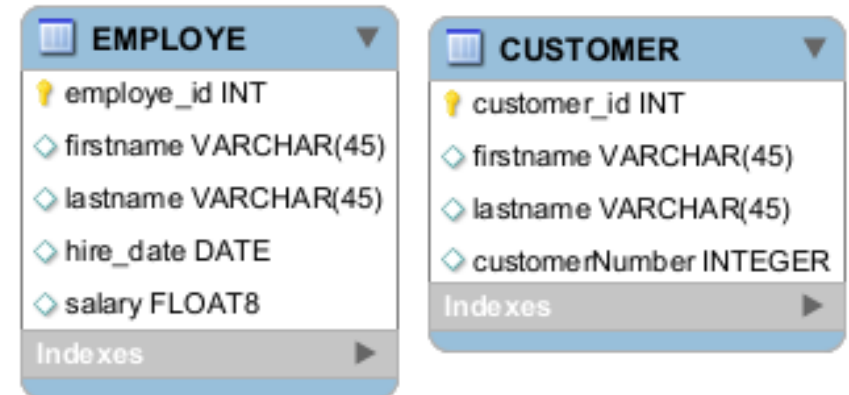 EMPLOYE
employe_id INT
firstname VARCHAR(45)
lastname VARCHAR(45)
hire_date DATE
salary FLOAT8
Indexes
CUSTOMER
customer_id INT
firstname VARCHAR(45)
lastname VARCHAR(45)
customerNumber INTEGER
Indexes